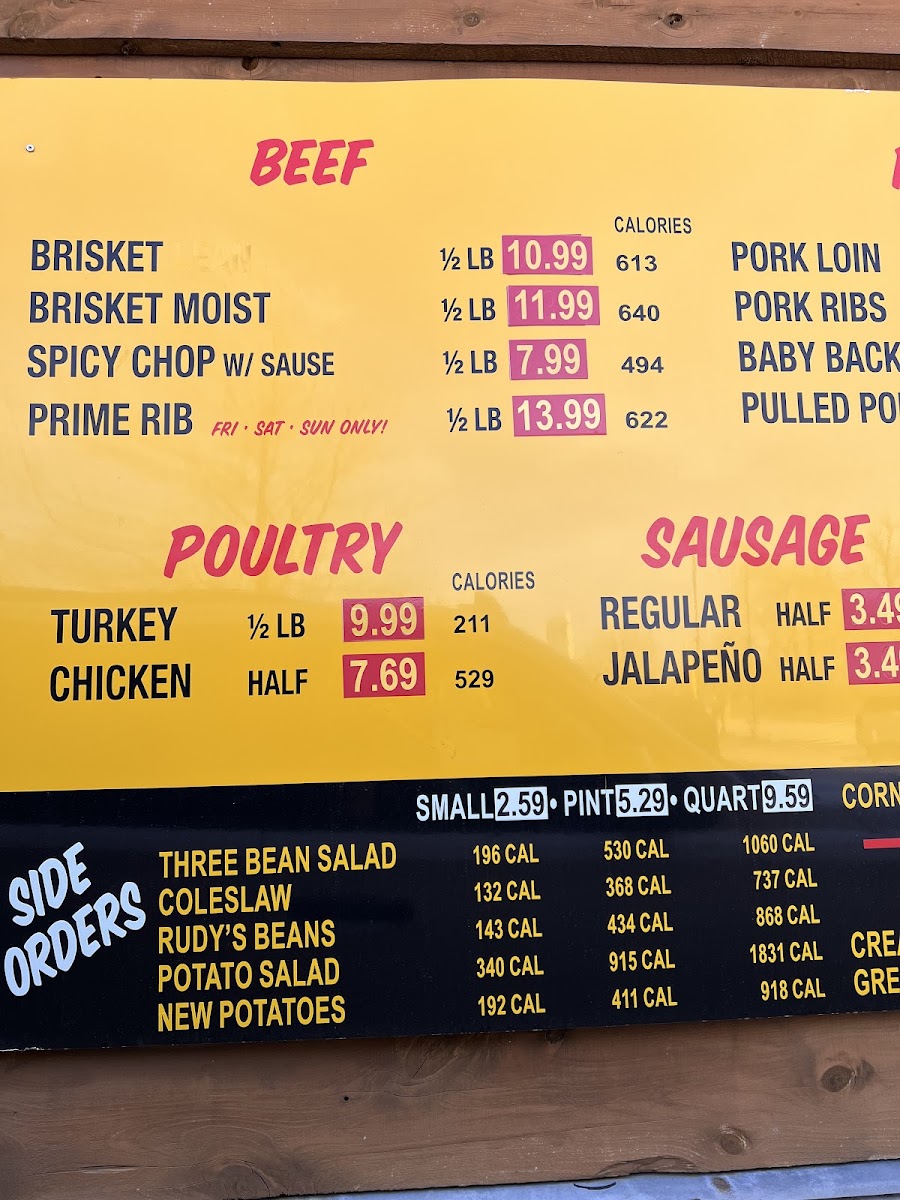 BEEF
CALORIES
BRISKET ½ LB 10.99 613
BRISKET MOIST ½ LB 11.99 640
SPICY CHOP W/ SAUSE ½ LB 7.99 494
PRIME RIB FRI · SAT · SUN ONLY! ½ LB 13.99 622
PORK LOIN
PORK RIBS
BABY BACK
PULLED
POULTRY
CALORIES
TURKEY ½ LB 9.99 211
CHICKEN HALF 7.69 529
SAUSAGE
REGULAR HALF
JALAPEÑO HALF
SIDE
ORDERS
SMALL 2.59 • PINT 5.29 • QUART 9.59
THREE BEAN SALAD 196 CAL 530 CAL 1060 CAL
COLESLAW 132 CAL 368 CAL 737 CAL
RUDY'S BEANS 143 CAL 434 CAL 868 CAL
POTATO SALAD 340 CAL 915 CAL 1831 CAL
NEW POTATOES 192 CAL 411 CAL 918 CAL
CORN